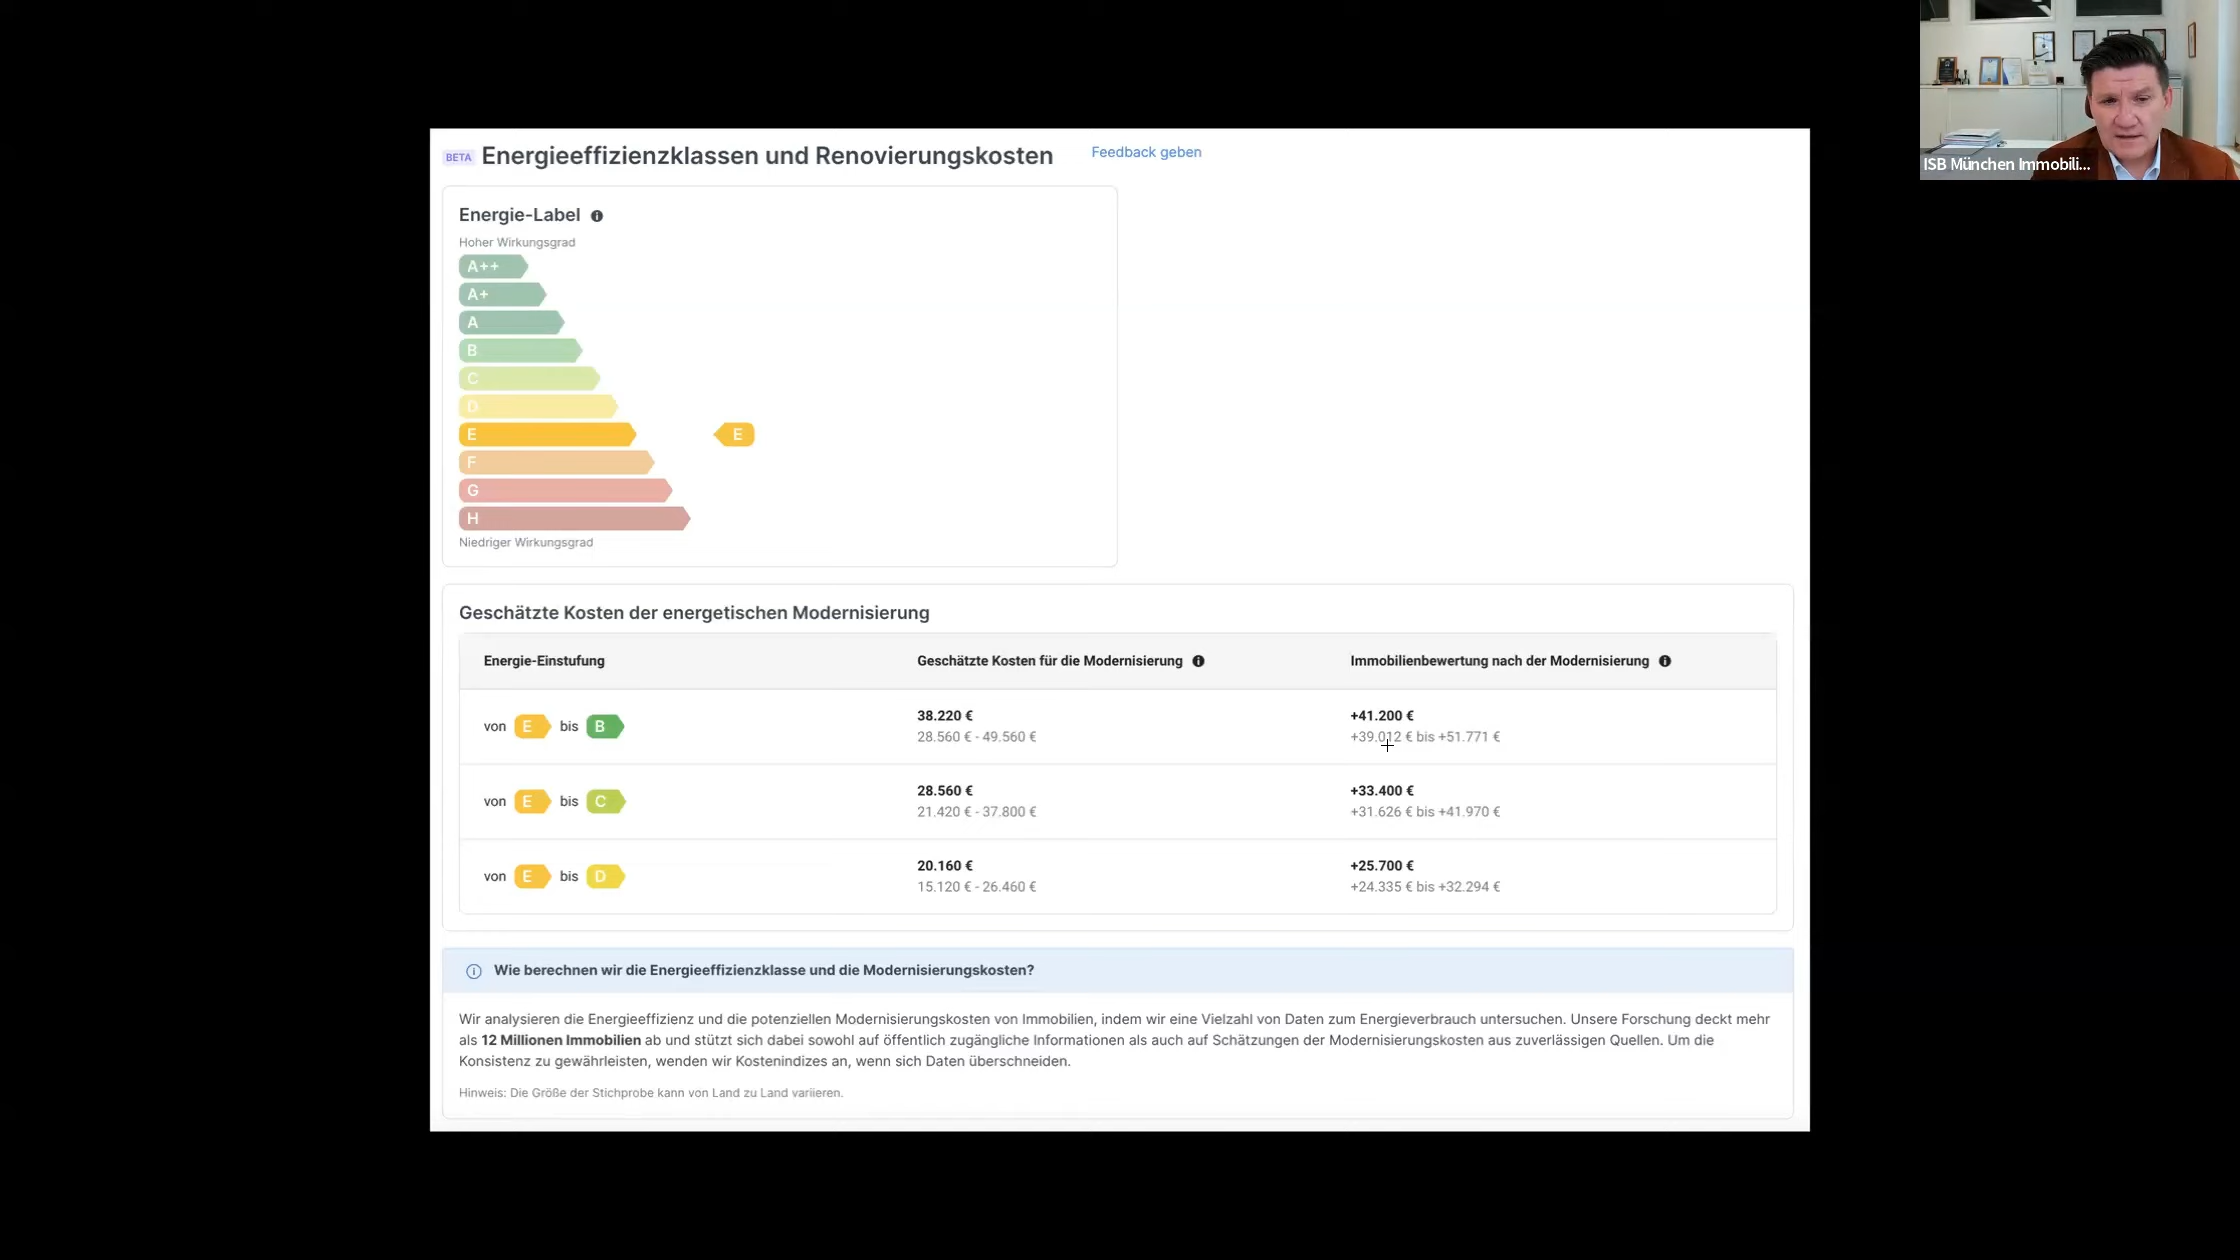 BETA Energieeffizienzklassen und Renovierungskosten Feedback geben
ISB München Immobili...
Energie-Label
Hoher Wirkungsgrad
A++
A+
A
B
C
D
E E
F
G
H
Niedriger Wirkungsgrad
Geschätzte Kosten der energetischen Modernisierung
Energie-Einstufung Geschätzte Kosten für die Modernisierung Immobilienbewertung nach der Modernisierung
von E bis B 38.220 € +41.200 €
28.560 € - 49.560 € +39.012 € bis +51.771 €
von E bis C 28.560 € +33.400 €
21.420 € - 37.800 € +31.626 € bis +41.970 €
von E bis D 20.160 € +25.700 €
15.120 € - 26.460 € +24.335 € bis +32.294 €
Wie berechnen wir die Energieeffizienzklasse und die Modernisierungskosten?
Wir analysieren die Energieeffizienz und die potenziellen Modernisierungskosten von Immobilien, indem wir eine Vielzahl von Daten zum Energieverbrauch untersuchen. Unsere Forschung deckt mehr
als 12 Millionen Immobilien ab und stützt sich dabei sowohl auf öffentlich zugängliche Informationen als auch auf Schätzungen der Modernisierungskosten aus zuverlässigen Quellen. Um die
Konsistenz zu gewährleisten, wenden wir Kostenindizes an, wenn sich Daten überschneiden.
Hinweis: Die Größe der Stichprobe kann von Land zu Land variieren.